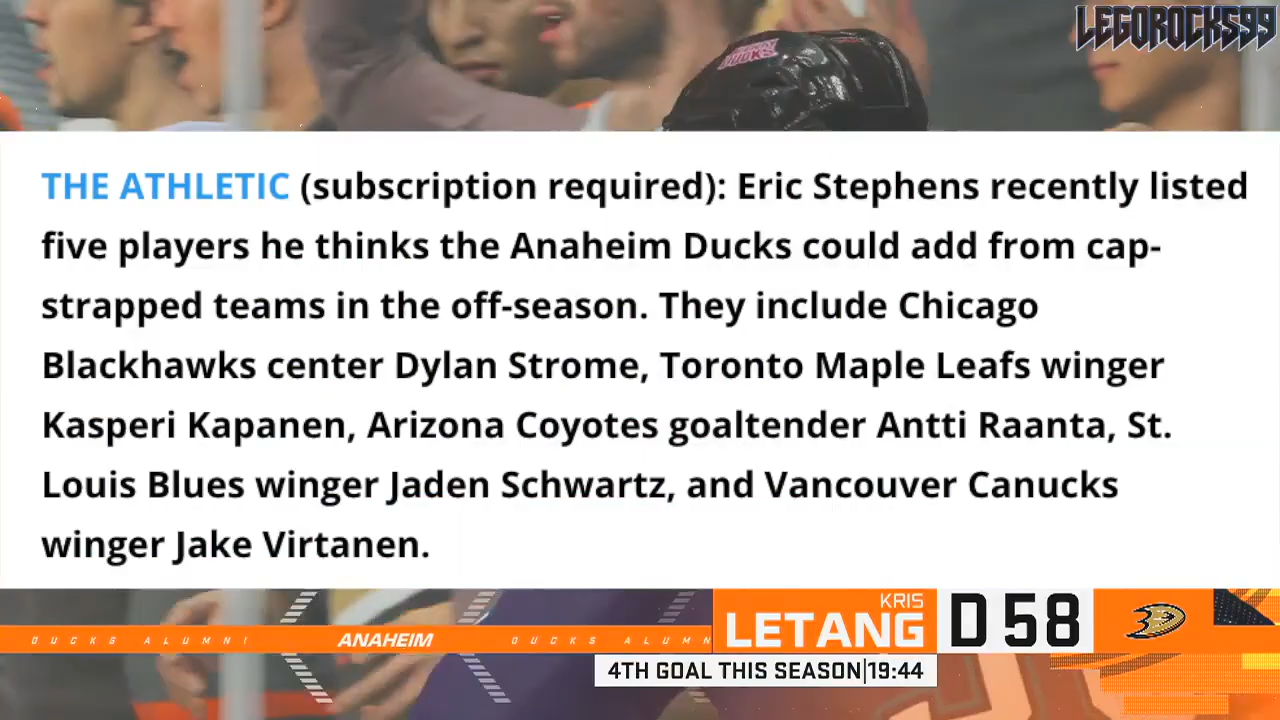 LEGOROCKS99
THE ATHLETIC (subscription required): Eric Stephens recently listed
five players he thinks the Anaheim Ducks could add from cap-
strapped teams in the off-season. They include Chicago
Blackhawks center Dylan Strome, Toronto Maple Leafs winger
Kasperi Kapanen, Arizona Coyotes goaltender Antti Raanta, St.
Louis Blues winger Jaden Schwartz, and Vancouver Canucks
winger Jake Virtanen.
KRIS
DUCKS ALUMNI ANAHEIM DUCKS ALUMN LETANG D 58
4TH GOAL THIS SEASON|19:44